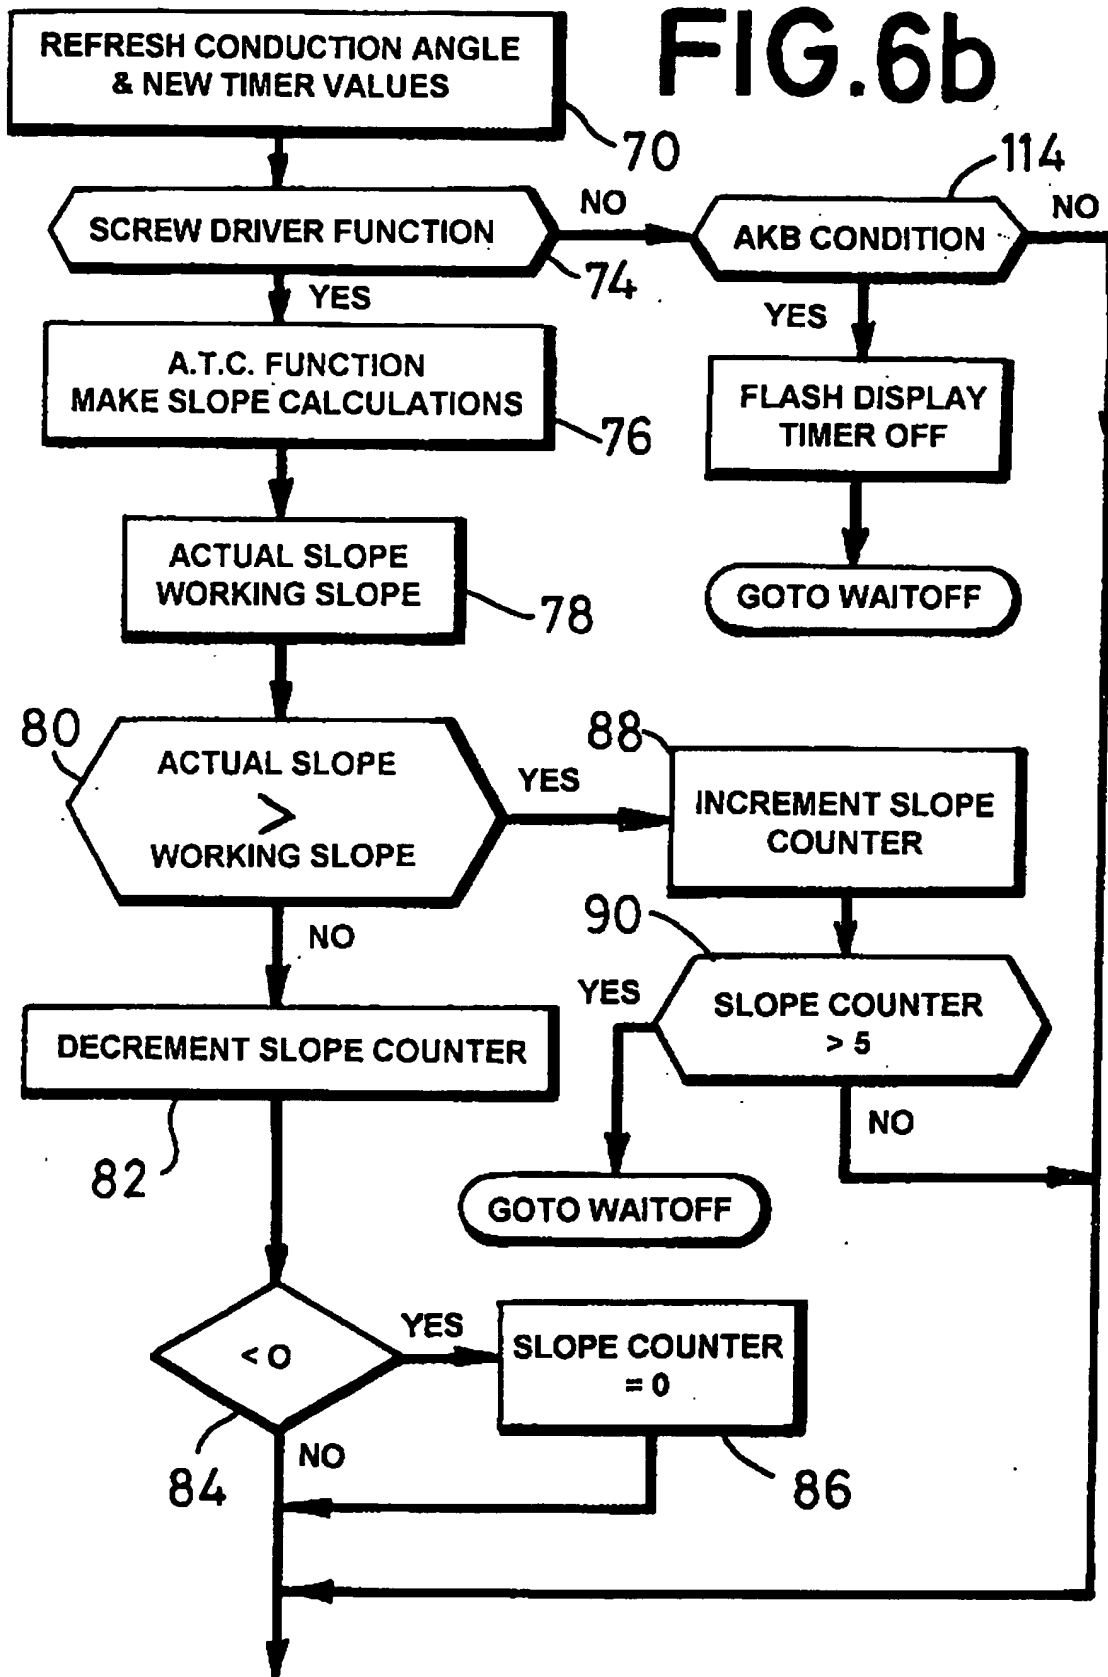 FIG.6b
REFRESH CONDUCTION ANGLE
& NEW TIMER VALUES
70
114
SCREW DRIVER FUNCTION
NO
AKB CONDITION
NO
74
YES
YES
A.T.C. FUNCTION
MAKE SLOPE CALCULATIONS
76
FLASH DISPLAY
TIMER OFF
ACTUAL SLOPE
WORKING SLOPE
78
GOTO WAITOFF
80
ACTUAL SLOPE
>
WORKING SLOPE
YES
88
INCREMENT SLOPE
COUNTER
NO
90
YES
SLOPE COUNTER
> 5
DECREMENT SLOPE COUNTER
NO
82
GOTO WAITOFF
< 0
YES
SLOPE COUNTER
= 0
NO
84
86